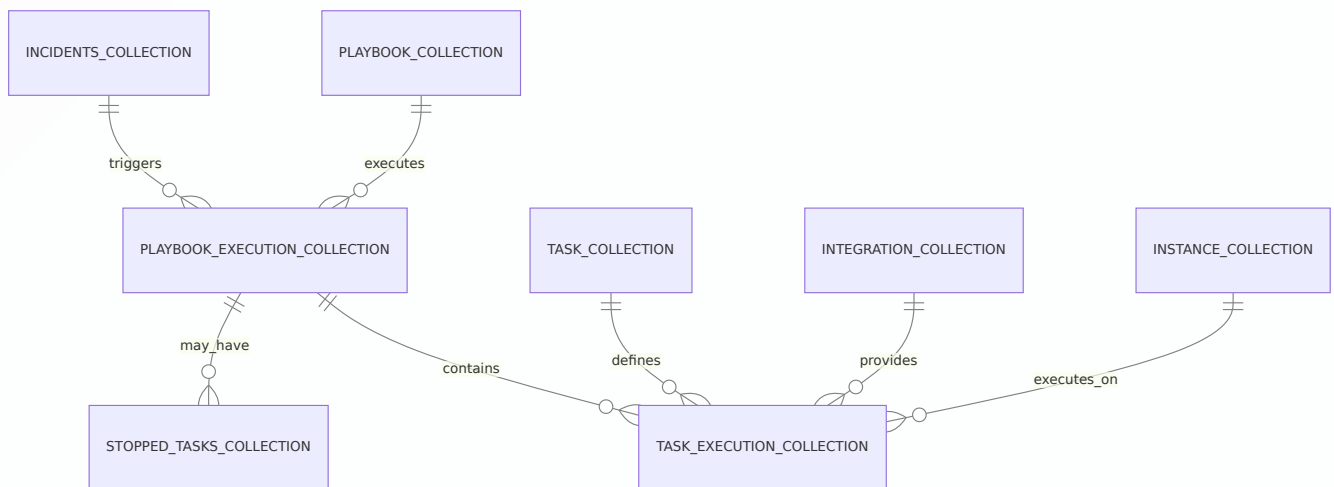 INCIDENTS_COLLECTION
PLAYBOOK_COLLECTION
triggers
executes
PLAYBOOK_EXECUTION_COLLECTION
TASK_COLLECTION
INTEGRATION_COLLECTION
INSTANCE_COLLECTION
may_have
contains
defines
provides
executes_on
STOPPED_TASKS_COLLECTION
TASK_EXECUTION_COLLECTION